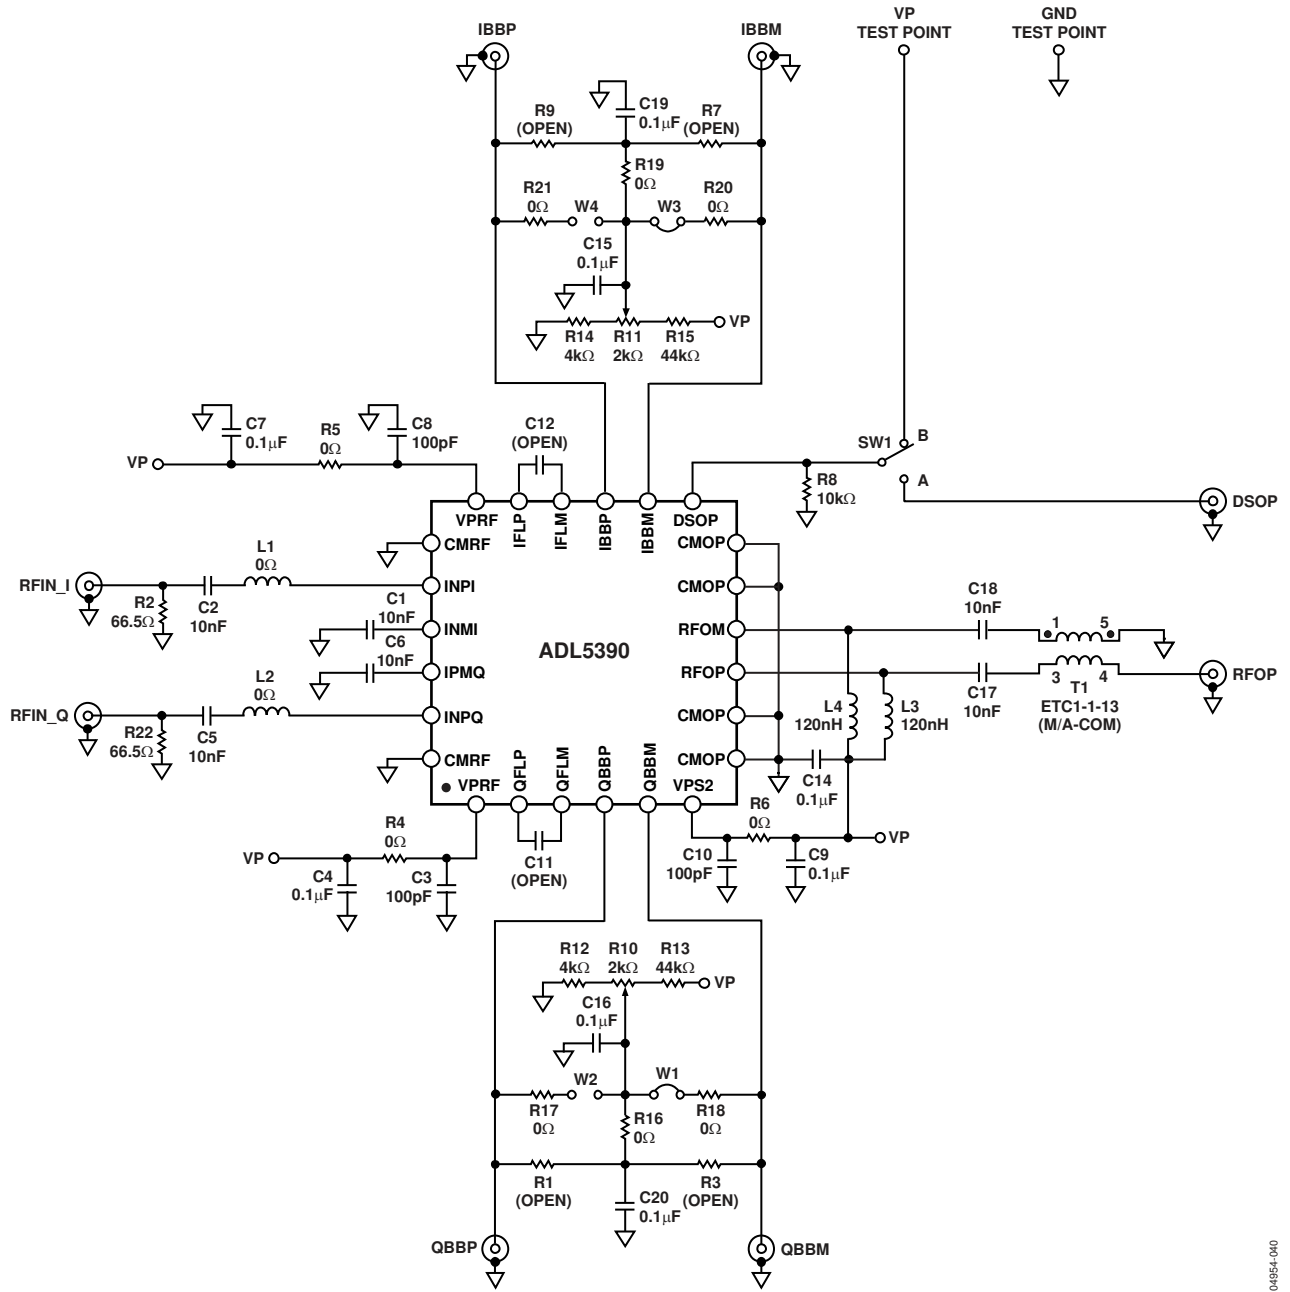 IBBP
IBBM
VP
TEST POINT
GND
TEST POINT
R9
(OPEN)
C19
0.1μF
R7
(OPEN)
R19
0Ω
R21
0Ω
W4
W3
R20
0Ω
C15
0.1μF
R14
4kΩ
R11
2kΩ
R15
44kΩ
VP
C7
0.1μF
R5
0Ω
C8
100pF
VP
C12
(OPEN)
SW1
B
A
R8
10kΩ
DSOP
VPRF
IFLP
IFLM
IBBP
IBBM
DSOP
CMRF
CMOP
L1
0Ω
RFIN_I
R2
66.5Ω
C2
10nF
INPI
CMOP
C1
10nF
INMI
RFOM
C18
10nF
1
5
C6
10nF
IPMQ
ADL5390
RFOP
C17
10nF
3
4
T1
ETC1-1-13
(M/A-COM)
RFOP
L2
0Ω
RFIN_Q
R22
66.5Ω
C5
10nF
INPQ
CMOP
L4
120nH
L3
120nH
CMRF
CMOP
C14
0.1μF
VPRF
QFLP
QFLM
QBBP
QBBM
VPS2
VP
R4
0Ω
C4
0.1μF
C3
100pF
C11
(OPEN)
R6
0Ω
VP
C10
100pF
C9
0.1μF
R12
4kΩ
R10
2kΩ
R13
44kΩ
VP
C16
0.1μF
W2
W1
R17
0Ω
R16
0Ω
R18
0Ω
R1
(OPEN)
R3
(OPEN)
C20
0.1μF
QBBP
QBBM
04954-040